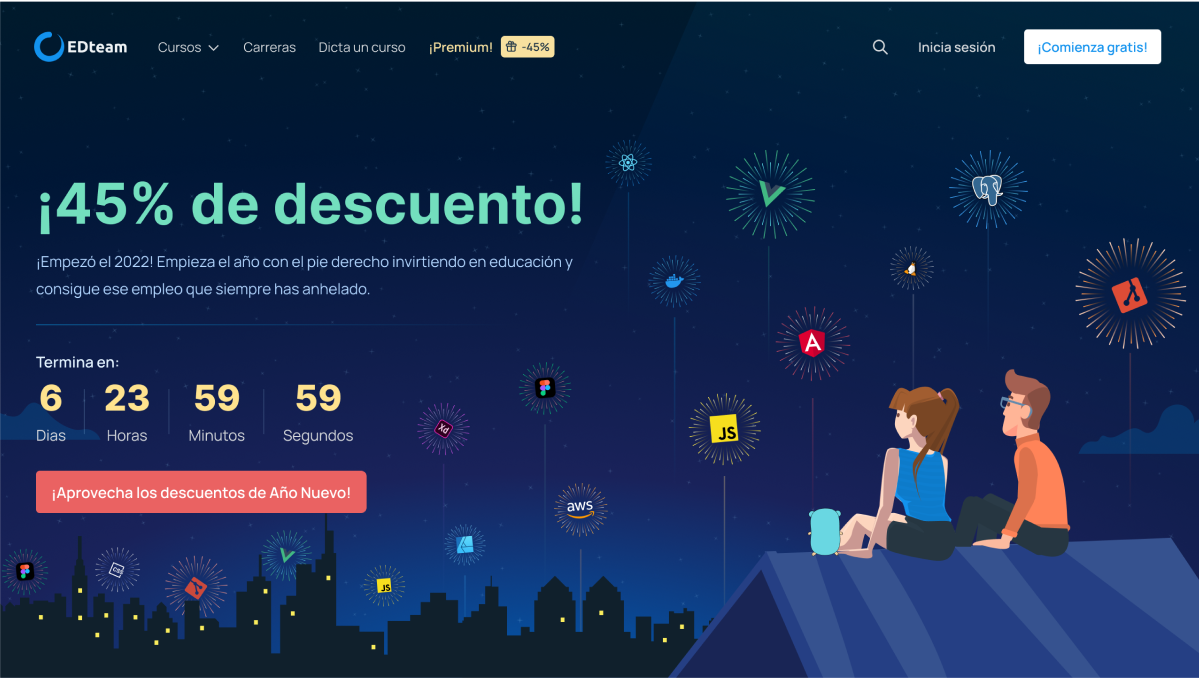 EDteam
Cursos
Carreras
Dicta un curso
¡Premium!
-45%
Inicia sesión
¡Comienza gratis!
¡45% de descuento!
¡Empezó el 2022! Empieza el año con el pie derecho invirtiendo en educación y
consigue ese empleo que siempre has anhelado.
Termina en:
6 23 59 59
Dias Horas Minutos Segundos
¡Aprovecha los descuentos de Año Nuevo!
A
Xd
JS
aws
CSS
JS